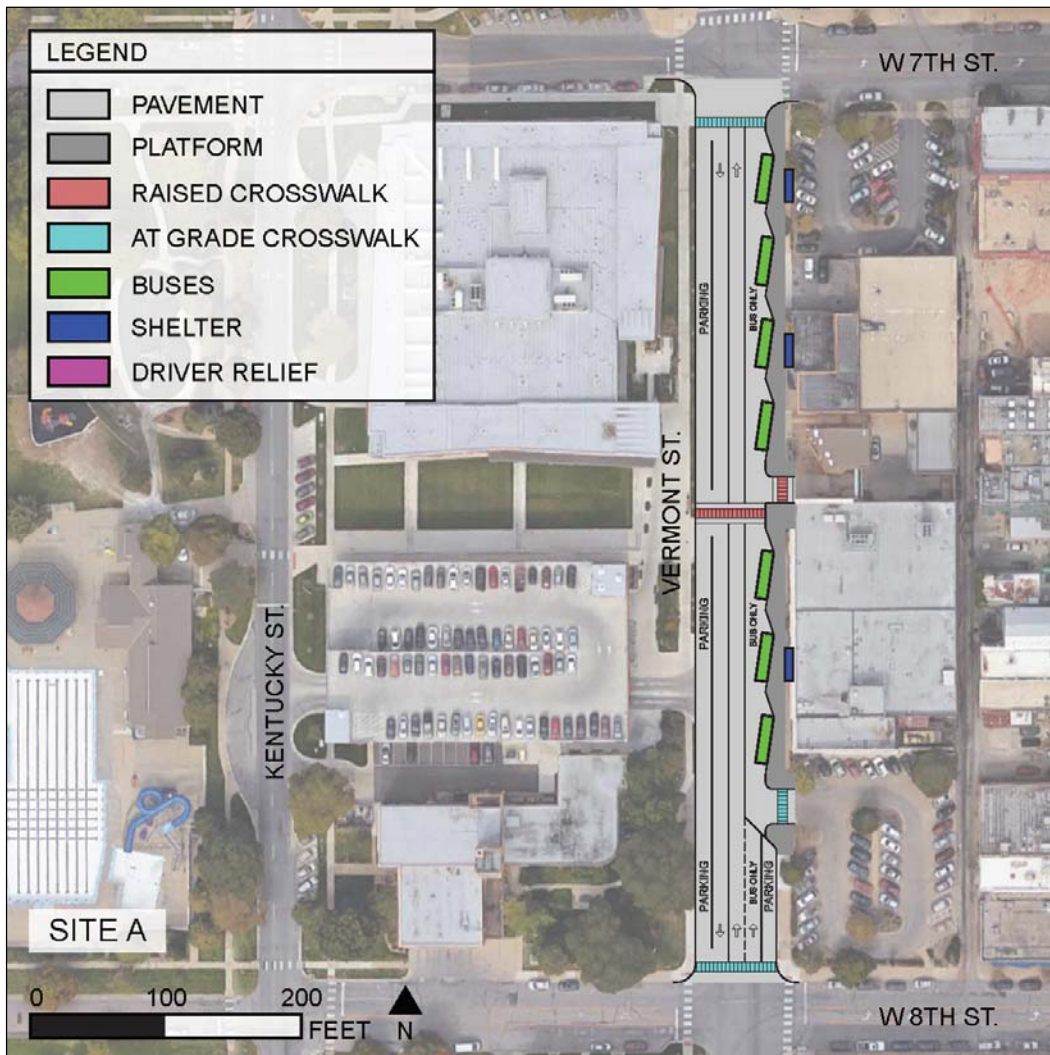 LEGEND
PAVEMENT
PLATFORM
RAISED CROSSWALK
AT GRADE CROSSWALK
BUSES
SHELTER
DRIVER RELIEF
W 7TH ST.
PARKING
BUS ONLY
VERMONT ST.
KENTUCKY ST.
PARKING
BUS ONLY
PARKING
BUS ONLY
PARKING
SITE A
0 100 200
FEET
N
W 8TH ST.